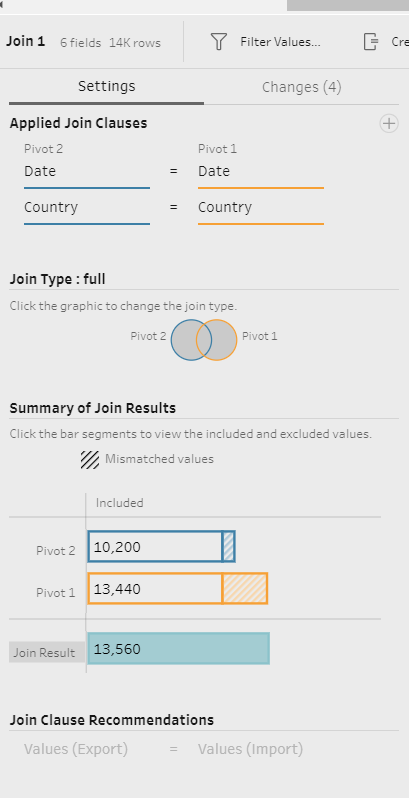 Join 1 6 fields 14K rows Filter Values... Cre
Settings Changes (4)
Applied Join Clauses
Pivot 2 Pivot 1
Date = Date
Country = Country
Join Type : full
Click the graphic to change the join type.
Pivot 2 Pivot 1
Summary of Join Results
Click the bar segments to view the included and excluded values.
Mismatched values
Included
Pivot 2 10,200
Pivot 1 13,440
Join Result 13,560
Join Clause Recommendations
Values (Export) = Values (Import)